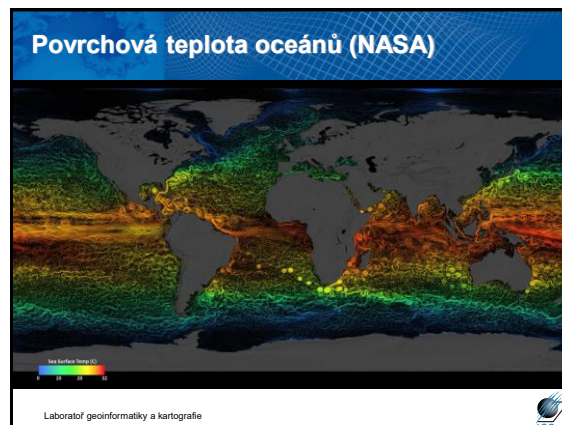 Povrchová teplota oceánů (NASA)
Sea Surface Temp (C)
0 10 20 32
Laboratoř geoinformatiky a kartografie